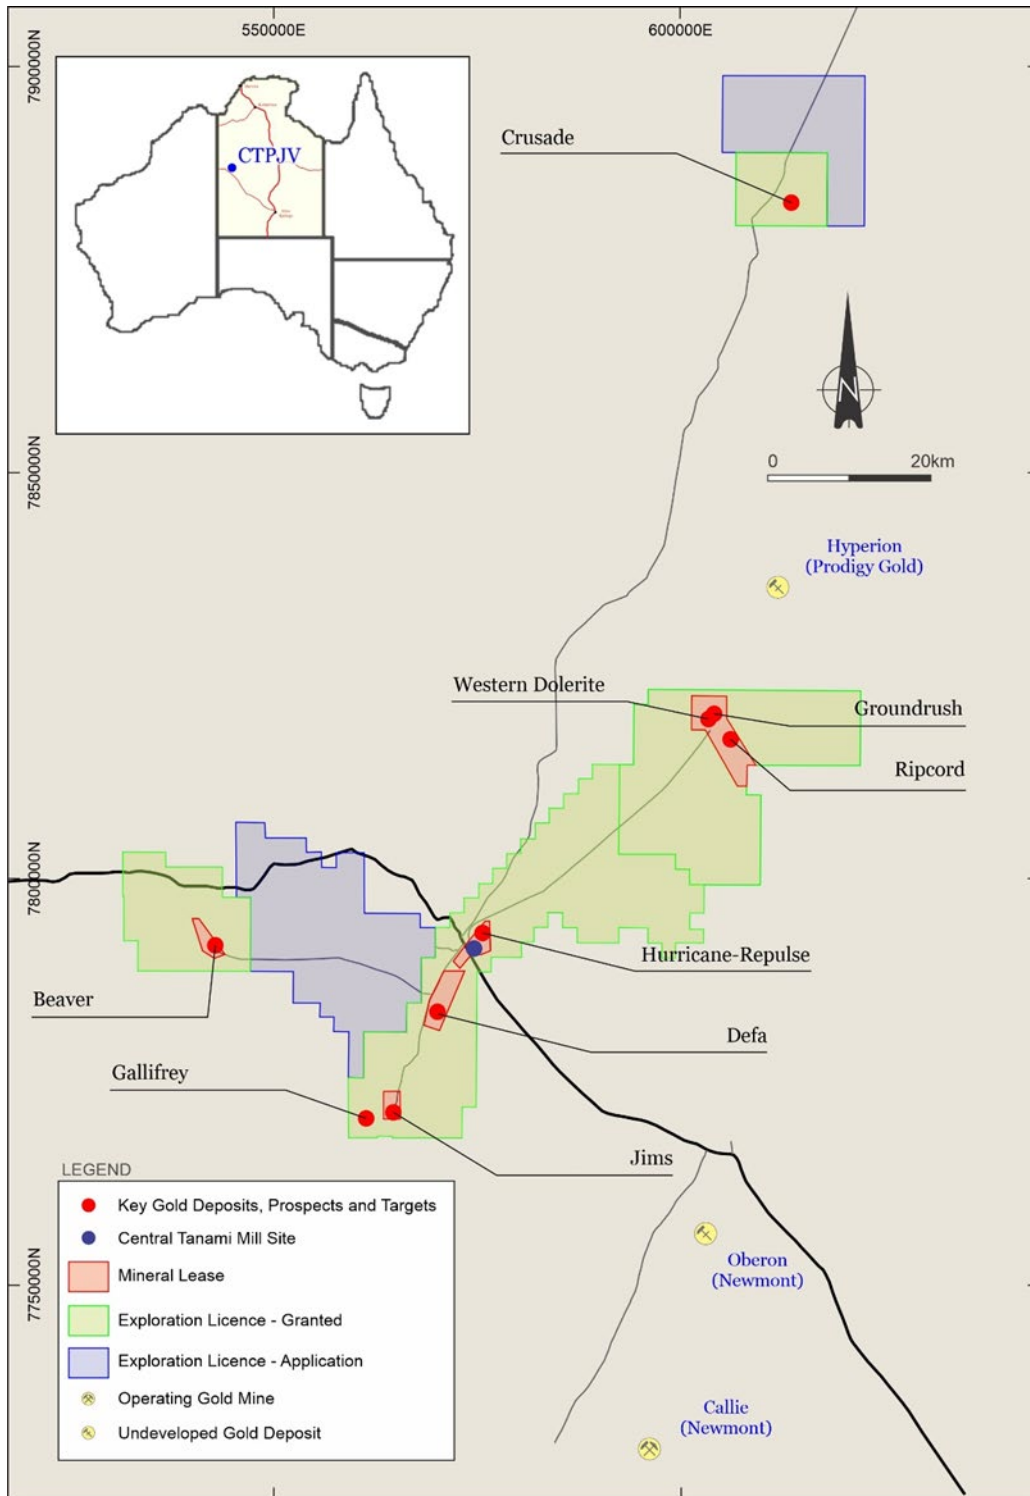 550000E
600000E
7900000N
Crusade
CTPJV
N
0 20km
7850000N
Hyperion
(Prodigy Gold)
Western Dolerite
Groundrush
Ripcord
7800000N
Hurricane-Repulse
Beaver
Defa
Gallifrey
Jims
LEGEND
Key Gold Deposits, Prospects and Targets
Central Tanami Mill Site
Mineral Lease
Exploration Licence - Granted
Exploration Licence - Application
Operating Gold Mine
Undeveloped Gold Deposit
7750000N
Oberon
(Newmont)
Callie
(Newmont)